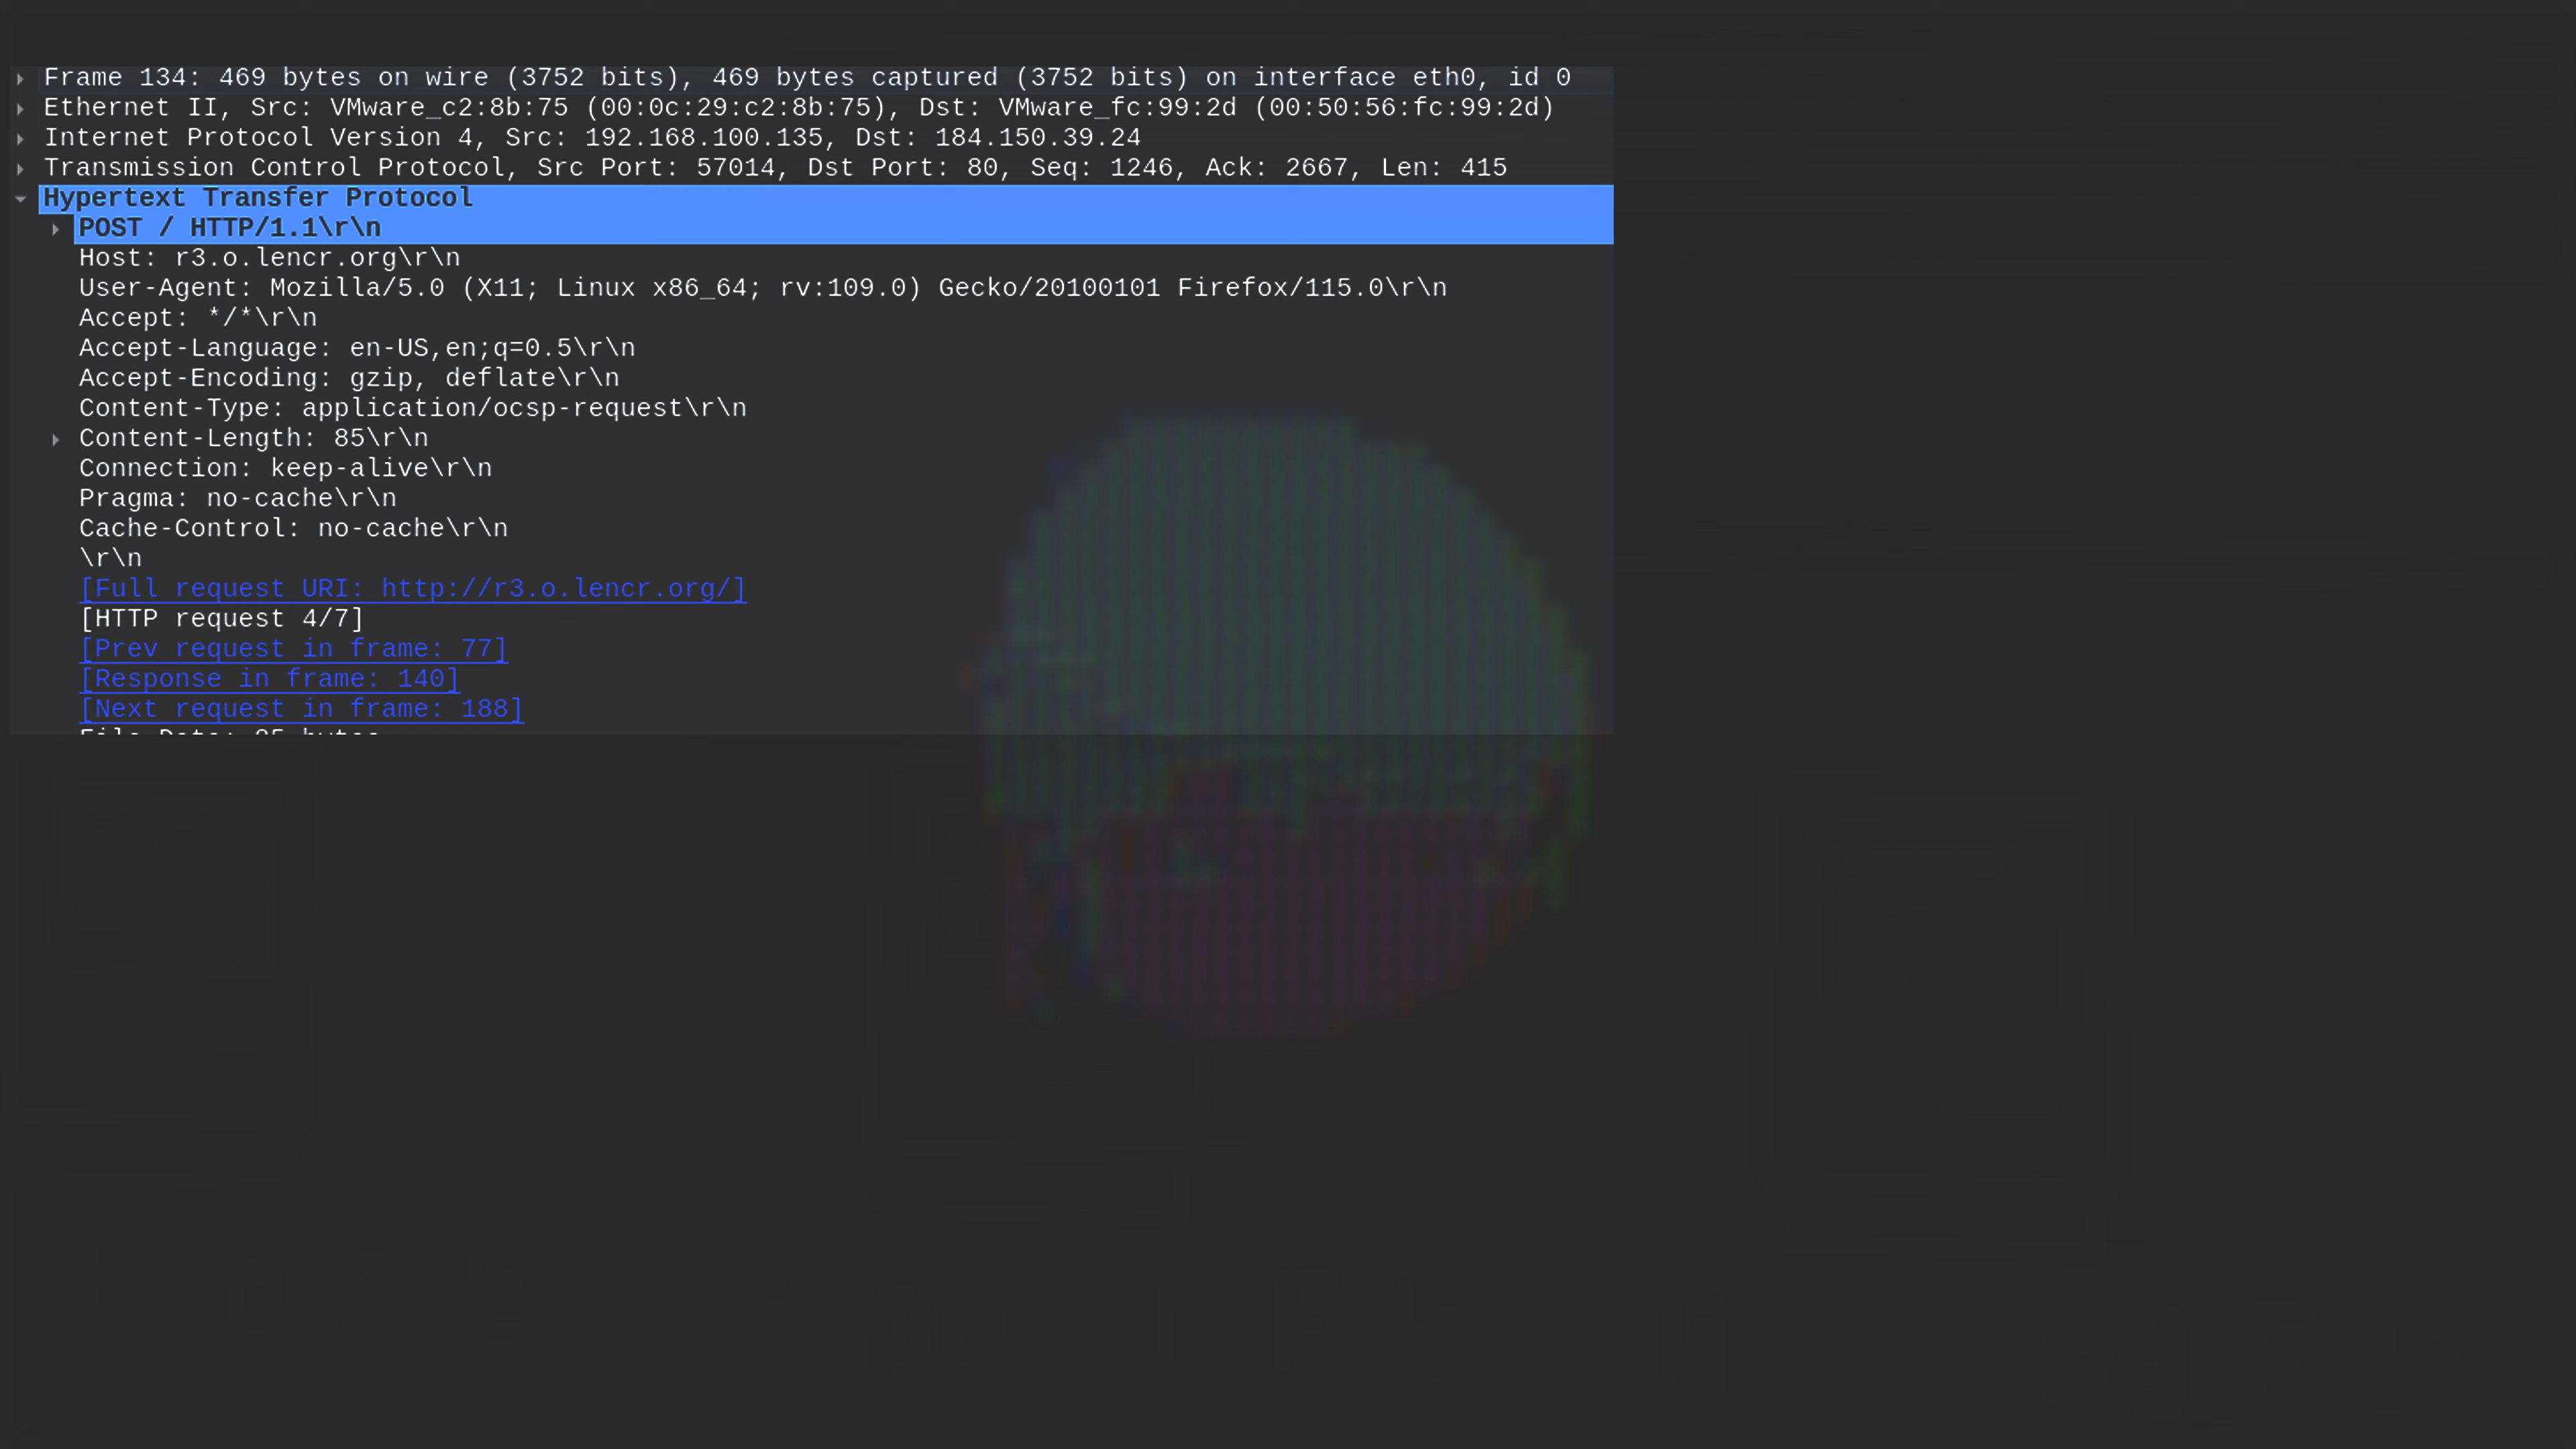 Frame 134: 469 bytes on wire (3752 bits), 469 bytes captured (3752 bits) on interface eth0, id 0
Ethernet II, Src: VMware_c2:8b:75 (00:0c:29:c2:8b:75), Dst: VMware_fc:99:2d (00:50:56:fc:99:2d)
Internet Protocol Version 4, Src: 192.168.100.135, Dst: 184.150.39.24
Transmission Control Protocol, Src Port: 57014, Dst Port: 80, Seq: 1246, Ack: 2667, Len: 415
Hypertext Transfer Protocol
POST / HTTP/1.1\r\n
Host: r3.o.lencr.org\r\n
User-Agent: Mozilla/5.0 (X11; Linux x86_64; rv:109.0) Gecko/20100101 Firefox/115.0\r\n
Accept: */*\r\n
Accept-Language: en-US,en;q=0.5\r\n
Accept-Encoding: gzip, deflate\r\n
Content-Type: application/ocsp-request\r\n
Content-Length: 85\r\n
Connection: keep-alive\r\n
Pragma: no-cache\r\n
Cache-Control: no-cache\r\n
\r\n
[Full request URI: http://r3.o.lencr.org/]
[HTTP request 4/7]
[Prev request in frame: 77]
[Response in frame: 140]
[Next request in frame: 188]